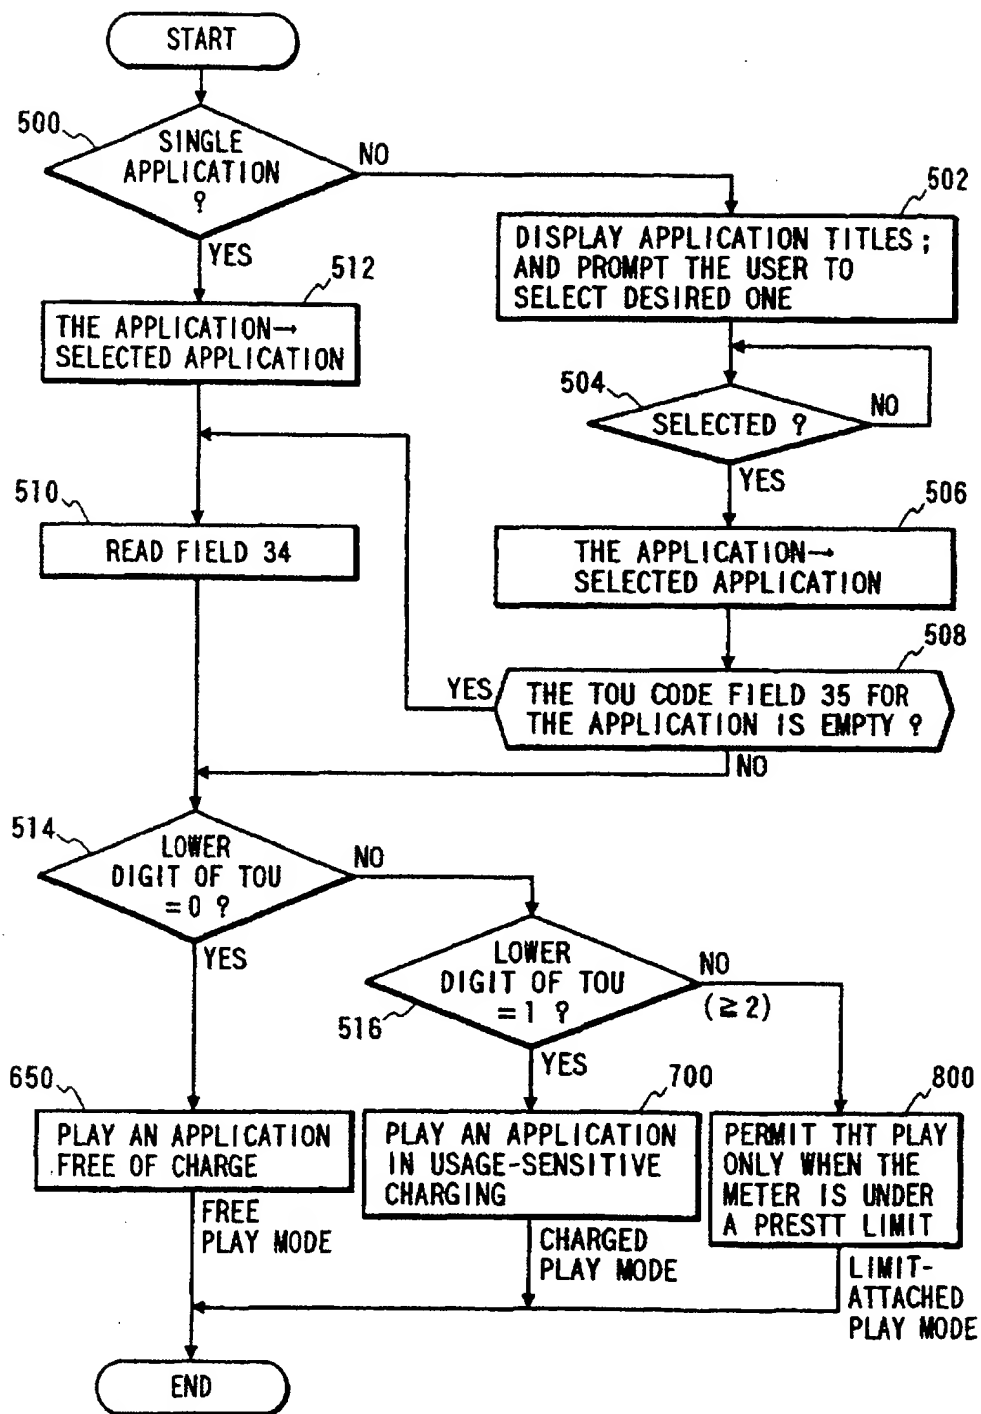 START
500
SINGLE
APPLICATION
?
NO
YES
502
DISPLAY APPLICATION TITLES;
AND PROMPT THE USER TO
SELECT DESIRED ONE
512
THE APPLICATION→
SELECTED APPLICATION
504
SELECTED ?
NO
YES
510
READ FIELD 34
506
THE APPLICATION→
SELECTED APPLICATION
508
YES
THE TOU CODE FIELD 35 FOR
THE APPLICATION IS EMPTY ?
NO
514
LOWER
DIGIT OF TOU
=0 ?
NO
YES
516
LOWER
DIGIT OF TOU
=1 ?
NO
(≧2)
YES
650
PLAY AN APPLICATION
FREE OF CHARGE
FREE
PLAY MODE
700
PLAY AN APPLICATION
IN USAGE-SENSITIVE
CHARGING
CHARGED
PLAY MODE
800
PERMIT THT PLAY
ONLY WHEN THE
METER IS UNDER
A PRESTT LIMIT
LIMIT-
ATTACHED
PLAY MODE
END